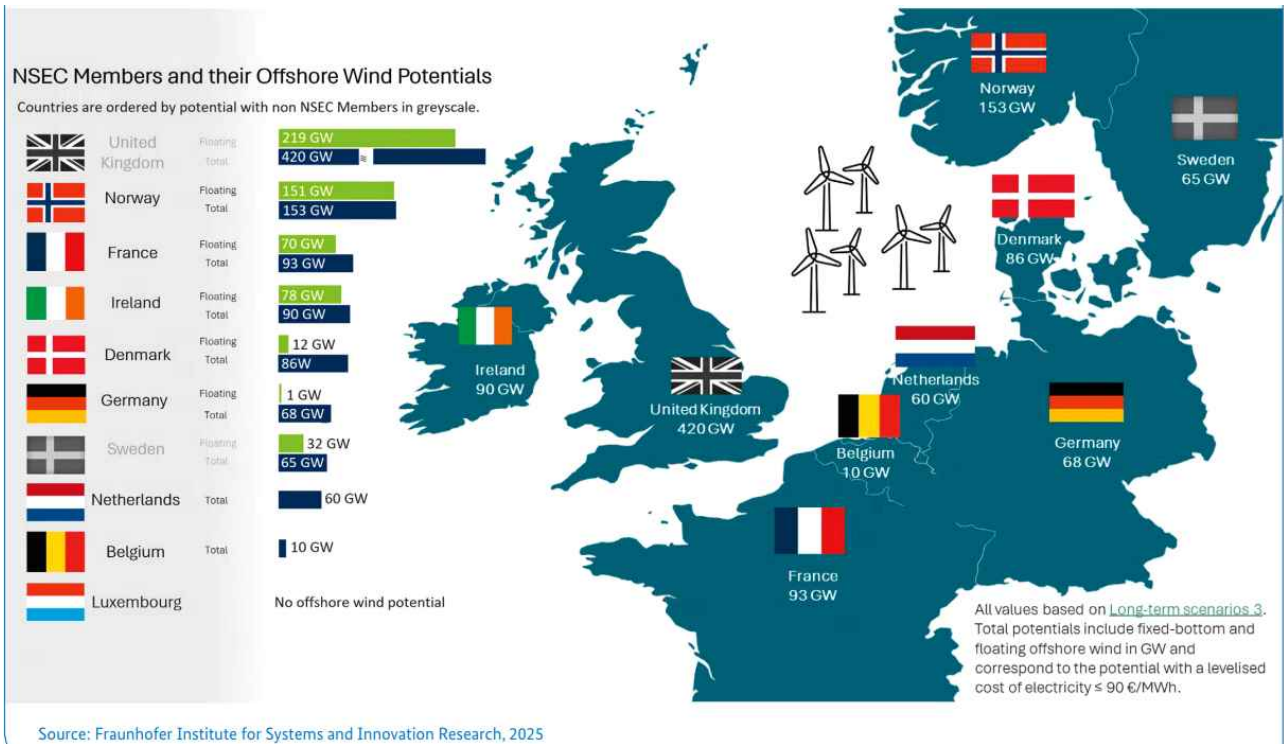 NSEC Members and their Offshore Wind Potentials
Countries are ordered by potential with non NSEC Members in greyscale.
United Kingdom
Floating
219 GW
Total
420 GW
Norway
Floating
151 GW
Total
153 GW
France
Floating
70 GW
Total
93 GW
Ireland
Floating
78 GW
Total
90 GW
Denmark
Floating
12 GW
Total
86W
Germany
Floating
1 GW
Total
68 GW
Sweden
Floating
32 GW
Total
65 GW
Netherlands
Total
60 GW
Belgium
Total
10 GW
Luxembourg
No offshore wind potential
Norway
153 GW
Sweden
65 GW
Denmark
86 GW
Ireland
90 GW
United Kingdom
420 GW
Netherlands
60 GW
Belgium
10 GW
Germany
68 GW
France
93 GW
All values based on Long-term scenarios 3.
Total potentials include fixed-bottom and
floating offshore wind in GW and
correspond to the potential with a levelised
cost of electricity ≤ 90 €/MWh.
Source: Fraunhofer Institute for Systems and Innovation Research, 2025